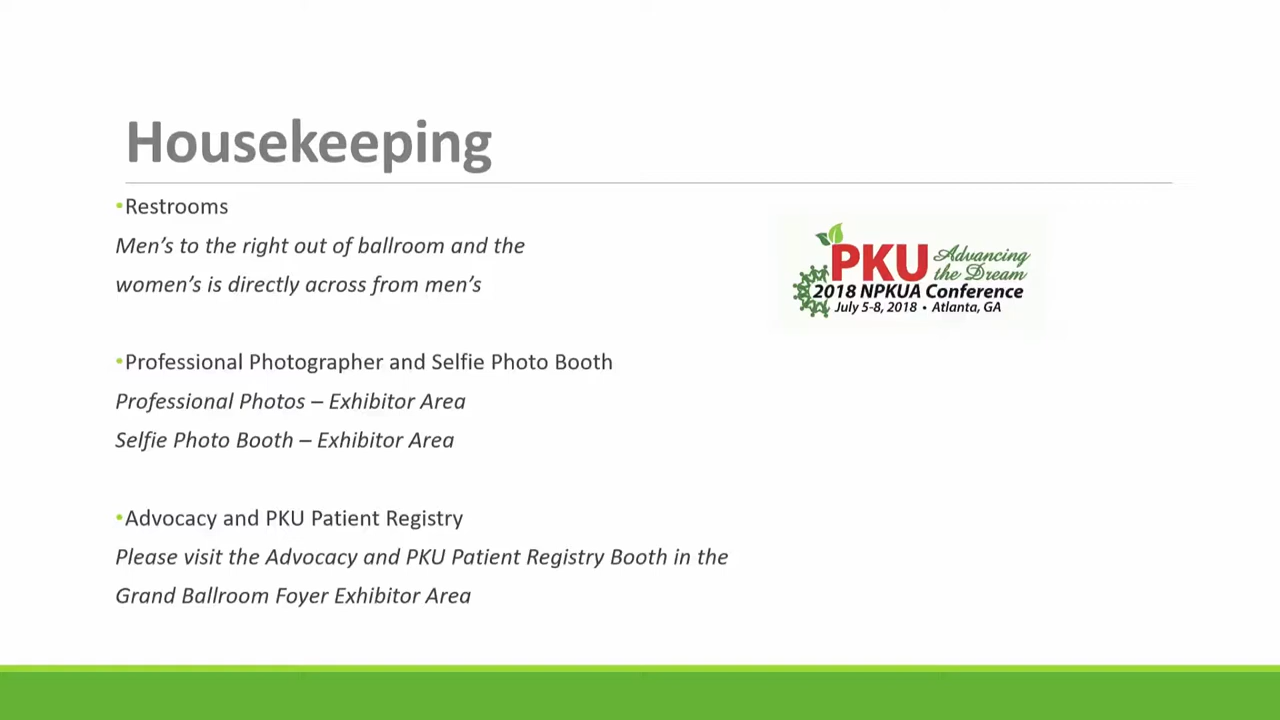 Housekeeping
•Restrooms
Men's to the right out of ballroom and the
women's is directly across from men's
PKU Advancing
the Dream
2018 NPKUA Conference
July 5-8, 2018 • Atlanta, GA
•Professional Photographer and Selfie Photo Booth
Professional Photos – Exhibitor Area
Selfie Photo Booth – Exhibitor Area
•Advocacy and PKU Patient Registry
Please visit the Advocacy and PKU Patient Registry Booth in the
Grand Ballroom Foyer Exhibitor Area